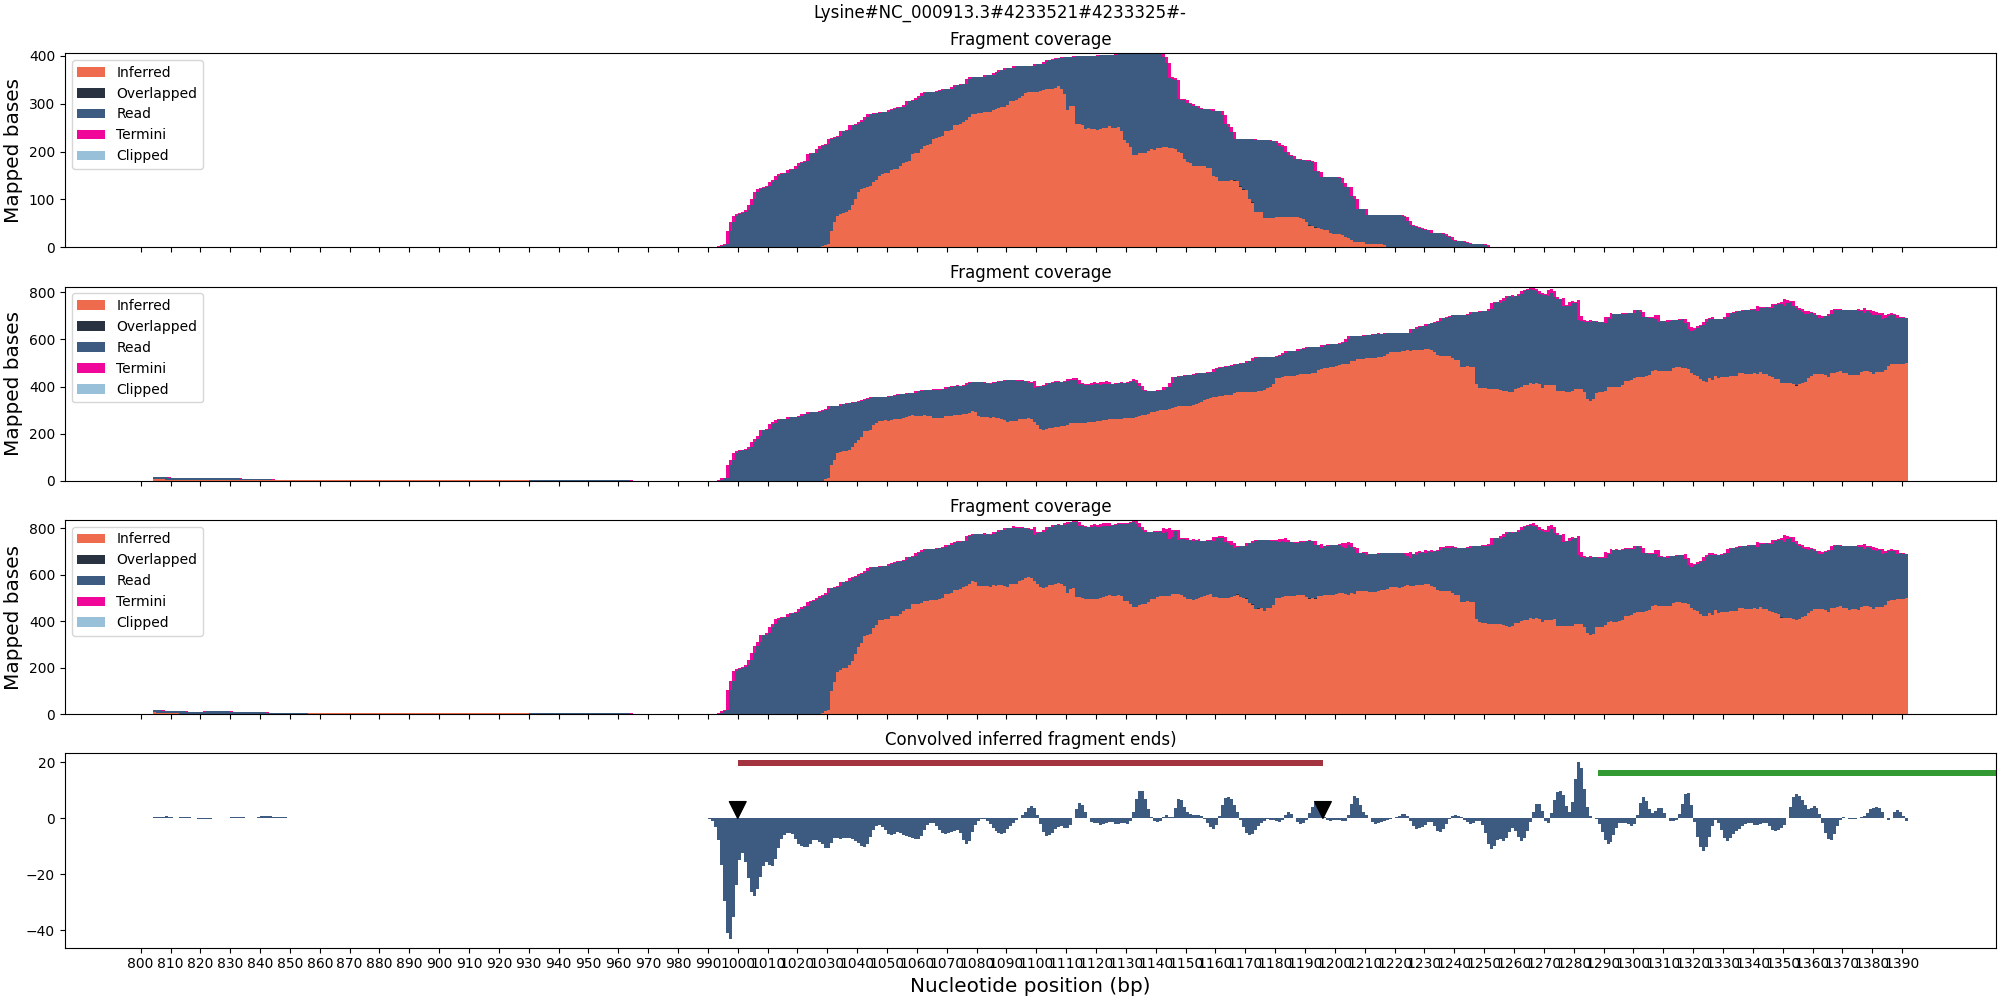 Lysine#NC_000913.3#4233521#4233325#-
Fragment coverage
400
300
200
100
0
Mapped bases
Inferred
Overlapped
Read
Termini
Clipped
Fragment coverage
800
600
400
200
0
Mapped bases
Inferred
Overlapped
Read
Termini
Clipped
Fragment coverage
800
600
400
200
0
Mapped bases
Inferred
Overlapped
Read
Termini
Clipped
Convolved inferred fragment ends)
20
0
−20
−40
800 810 820 830 840 850 860 870 880 890 900 910 920 930 940 950 960 970 980 990 1000 1010 1020 1030 1040 1050 1060 1070 1080 1090 1100 1110 1120 1130 1140 1150 1160 1170 1180 1190 1200 1210 1220 1230 1240 1250 1260 1270 1280 1290 1300 1310 1320 1330 1340 1350 1360 1370 1380 1390
Nucleotide position (bp)